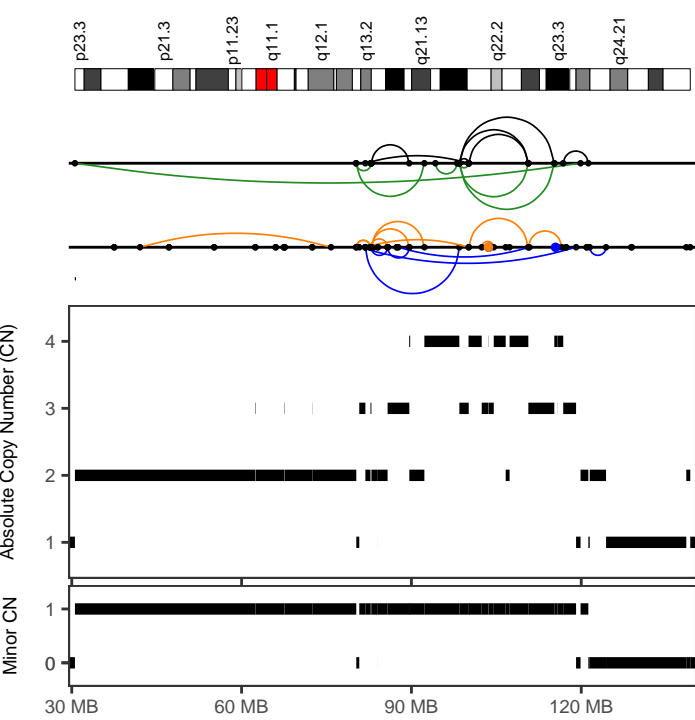 p23.3 p21.3 p11.23 q11.1 q12.1 q13.2 q21.13 q22.2 q23.3 q24.21
Absolute Copy Number (CN)
4
3
2
1
Minor CN
1
0
30 MB 60 MB 90 MB 120 MB